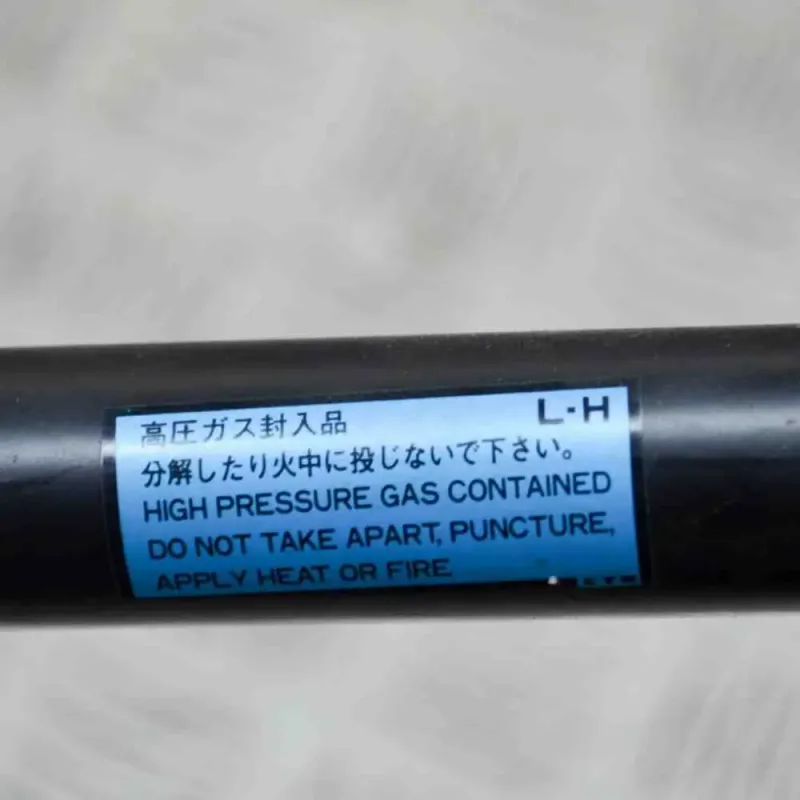 高圧ガス封入品 L-H
分解したり火中に投じないで下さい。
HIGH PRESSURE GAS CONTAINED
DO NOT TAKE APART, PUNCTURE,
APPLY HEAT OR FIRE